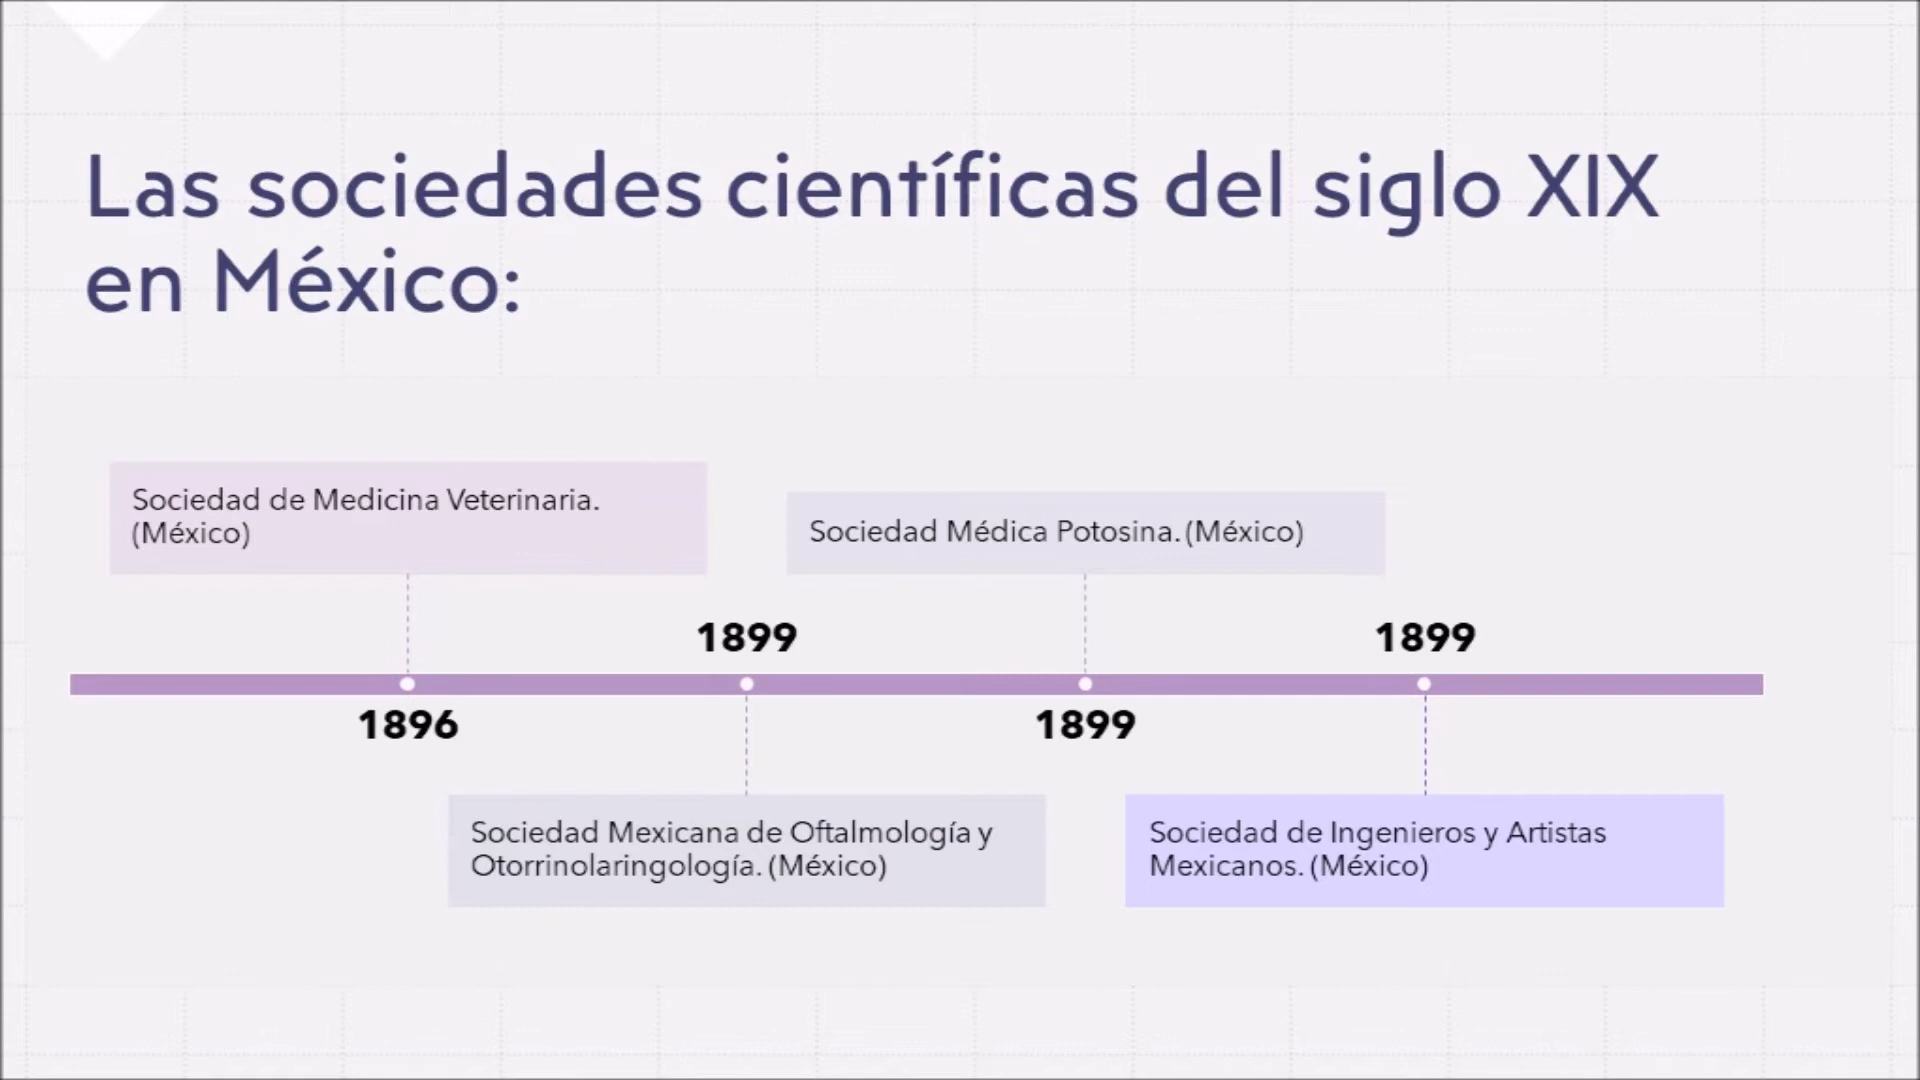 Las sociedades científicas del siglo XIX
en México:
Sociedad de Medicina Veterinaria.
(México)
1896
1899
Sociedad Mexicana de Oftalmología y
Otorrinolaringología. (México)
Sociedad Médica Potosina. (México)
1899
1899
Sociedad de Ingenieros y Artistas
Mexicanos. (México)